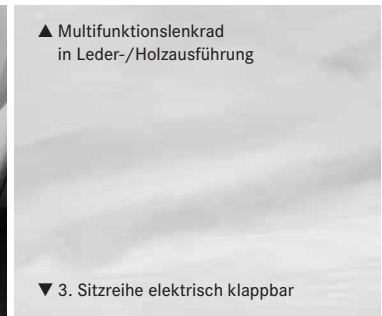 ▲ Multifunktionslenkrad
in Leder-/Holzausführung
▼ 3. Sitzreihe elektrisch klappbar